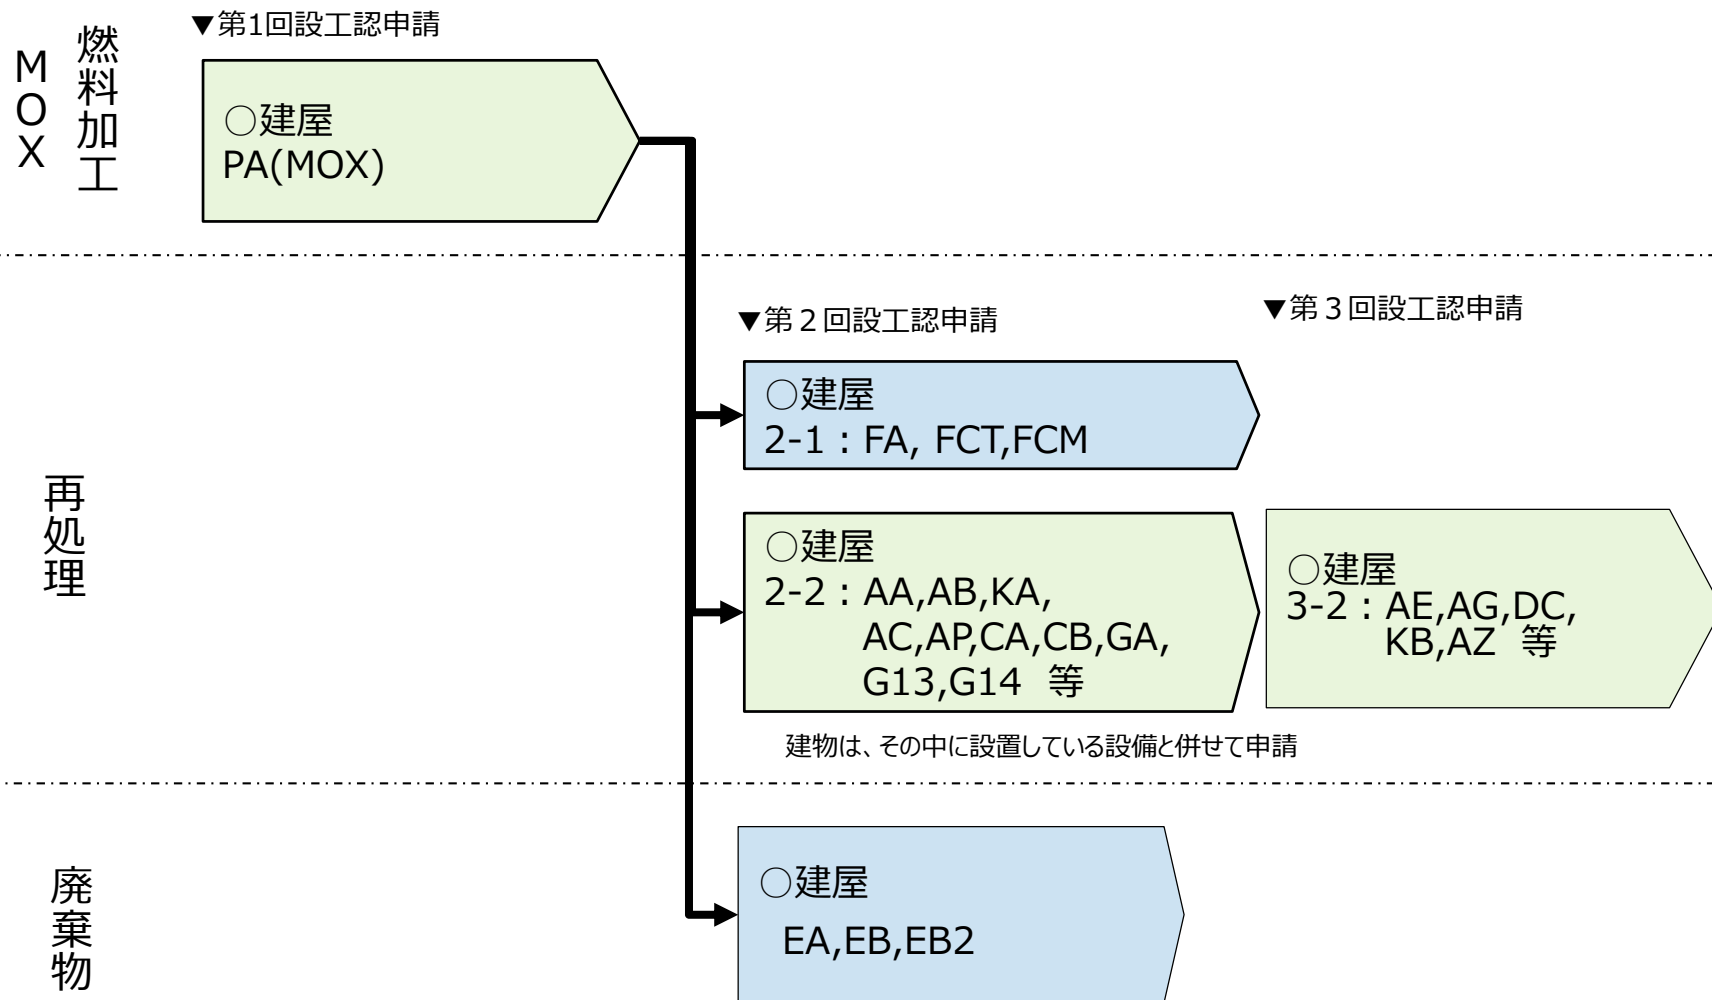 ▼第1回設工認申請
MOX
燃料加工
○建屋
PA(MOX)
再処理
▼第２回設工認申請
▼第３回設工認申請
○建屋
2-1：FA, FCT,FCM
○建屋
2-2：AA,AB,KA,
AC,AP,CA,CB,GA,
G13,G14 等
○建屋
3-2：AE,AG,DC,
KB,AZ 等
建物は、その中に設置している設備と併せて申請
廃棄物
○建屋
EA,EB,EB2